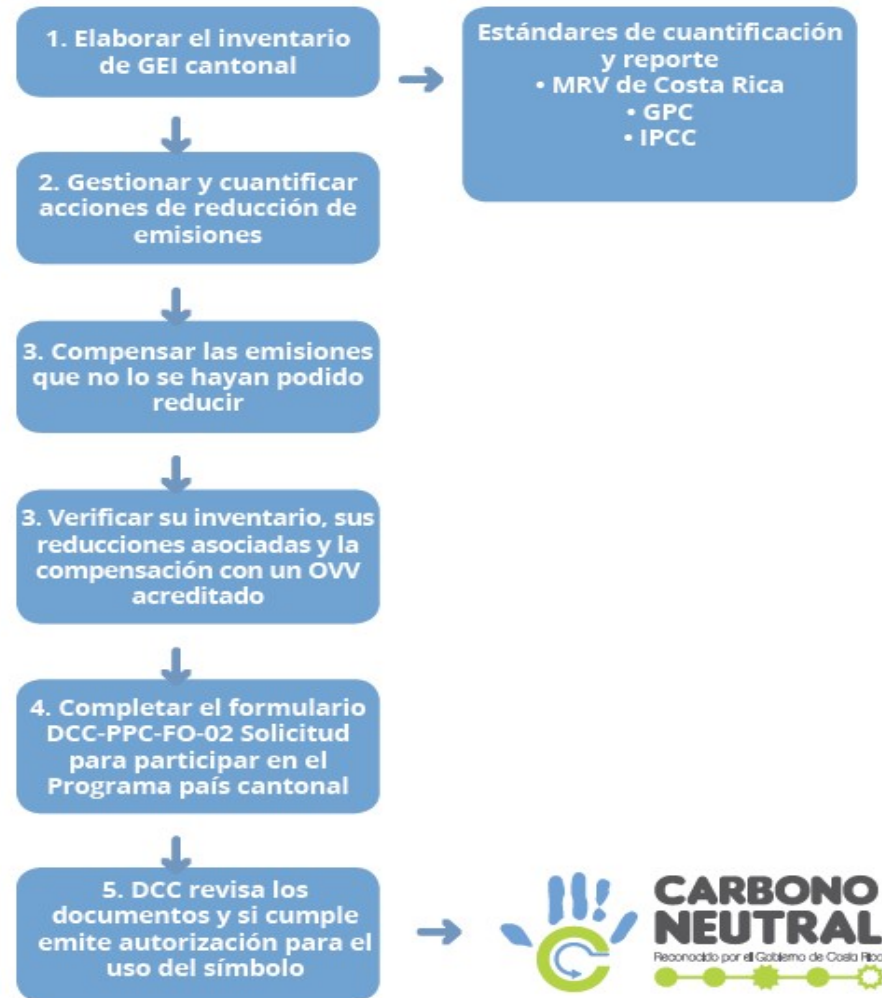 1. Elaborar el inventario
de GEI cantonal
Estándares de cuantificación
y reporte
• MRV de Costa Rica
• GPC
• IPCC
2. Gestionar y cuantificar
acciones de reducción de
emisiones
3. Compensar las emisiones
que no lo se hayan podido
reducir
3. Verificar su inventario, sus
reducciones asociadas y la
compensación con un OVV
acreditado
4. Completar el formulario
DCC-PPC-FO-02 Solicitud
para participar en el
Programa país cantonal
5. DCC revisa los
documentos y si cumple
emite autorización para el
uso del símbolo
CARBONO
NEUTRAL
Reconocido por el Gobierno de Costa Rica